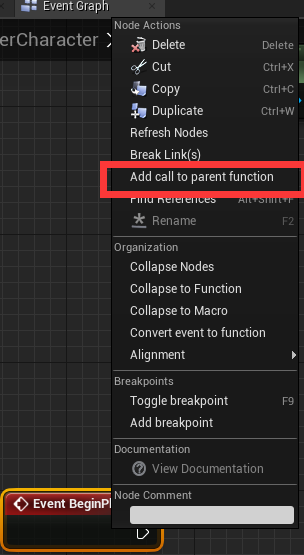 Event Graph
erCharacter
Node Actions
Delete Delete
Cut Ctrl+X
Copy Ctrl+C
Duplicate Ctrl+W
Refresh Nodes
Break Link(s)
Add call to parent function
Find References Alt+Shift+F
Rename F2
Organization
Collapse Nodes
Collapse to Function
Collapse to Macro
Convert event to function
Alignment
Breakpoints
Toggle breakpoint F9
Add breakpoint
Documentation
View Documentation
Node Comment
Event BeginPl